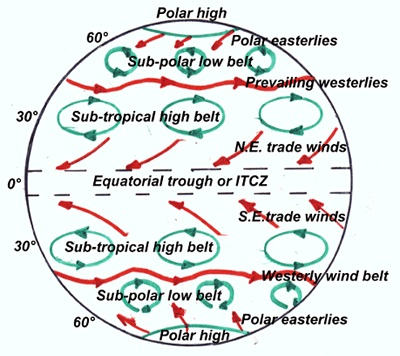 Polar high
60°
Polar easterlies
Sub-polar low belt
Prevailing westerlies
30°
Sub-tropical high belt
N.E. trade winds
0°
Equatorial trough or ITCZ
S.E.trade winds
30°
Sub-tropical high belt
Westerly wind belt
Sub-polar low belt
60°
Polar easterlies
Polar high